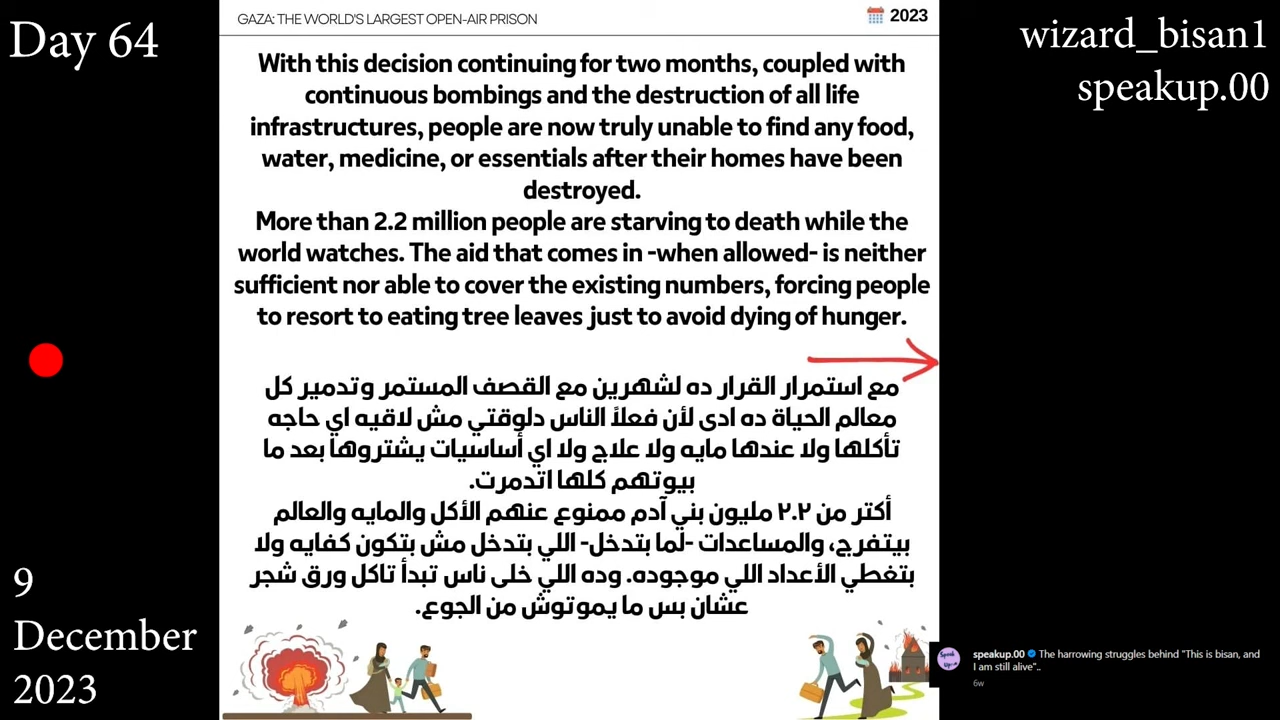 Day 64
GAZA: THE WORLD'S LARGEST OPEN-AIR PRISON
2023
wizard_bisan1
speakup.00
With this decision continuing for two months, coupled with
continuous bombings and the destruction of all life
infrastructures, people are now truly unable to find any food,
water, medicine, or essentials after their homes have been
destroyed.
More than 2.2 million people are starving to death while the
world watches. The aid that comes in -when allowed- is neither
sufficient nor able to cover the existing numbers, forcing people
to resort to eating tree leaves just to avoid dying of hunger.
مع استمرار القرار ده لشهرين مع القصف المستمر وتدمير كل
معالم الحياة ده ادى لأن فعلاً الناس دلوقتي مش لاقيه اي حاجه
تأكلها ولا عندها مايه ولا علاج ولا اي أساسيات يشتروها بعد ما
بيوتهم كلها اتدمرت.
أكتر من ٢.٢ مليون بني آدم ممنوع عنهم الأكل والمايه والعالم
بيتفرج، والمساعدات -لما بتدخل- اللي بتدخل مش بتكون كفايه ولا
بتغطي الأعداد اللي موجوده. وده اللي خلى ناس تبدأ تاكل ورق شجر
عشان بس ما يموتوش من الجوع.
9
December
2023
Speak Up
speakup.00 The harrowing struggles behind "This is bisan, and
I am still alive"..
6w